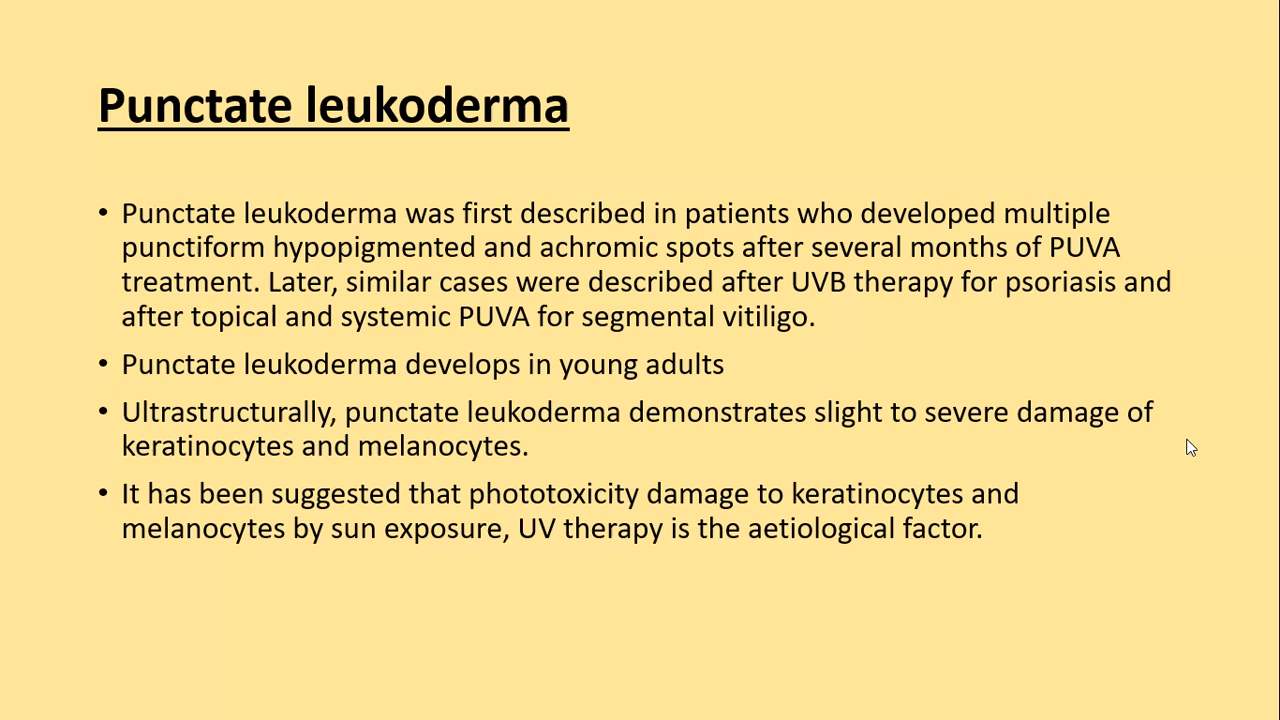 Punctate leukoderma
• Punctate leukoderma was first described in patients who developed multiple
punctiform hypopigmented and achromic spots after several months of PUVA
treatment. Later, similar cases were described after UVB therapy for psoriasis and
after topical and systemic PUVA for segmental vitiligo.
• Punctate leukoderma develops in young adults
• Ultrastructurally, punctate leukoderma demonstrates slight to severe damage of
keratinocytes and melanocytes.
• It has been suggested that phototoxicity damage to keratinocytes and
melanocytes by sun exposure, UV therapy is the aetiological factor.